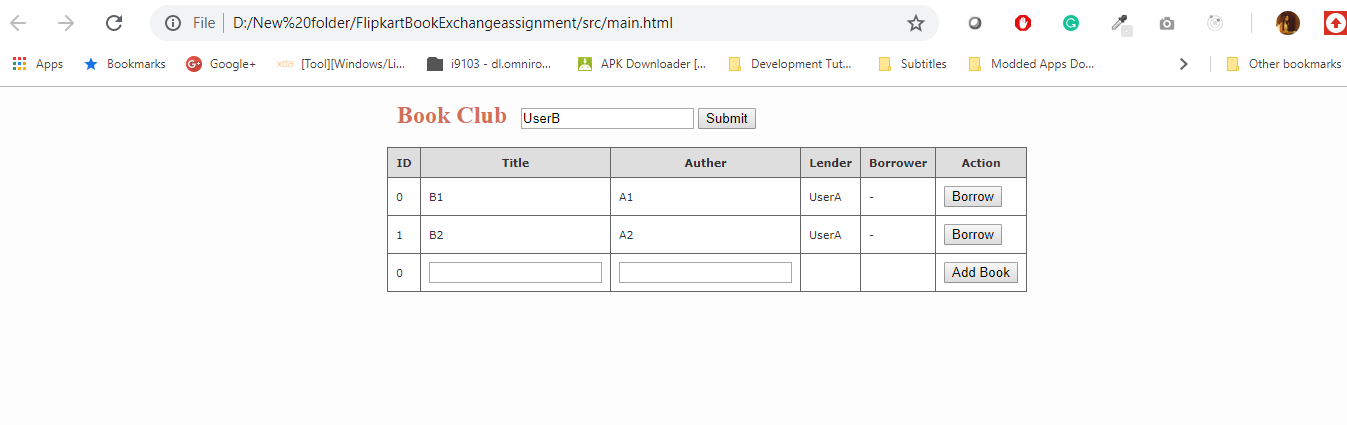 File D:/New%20folder/FlipkartBookExchangeassignment/src/main.html
Apps Bookmarks Google+ xda [Tool][Windows/Li... i9103 - dl.omniro... APK Downloader [... Development Tut... Subtitles Modded Apps Do... Other bookmarks
Book Club UserB Submit
ID Title Auther Lender Borrower Action
0 B1 A1 UserA - Borrow
1 B2 A2 UserA - Borrow
0 Add Book